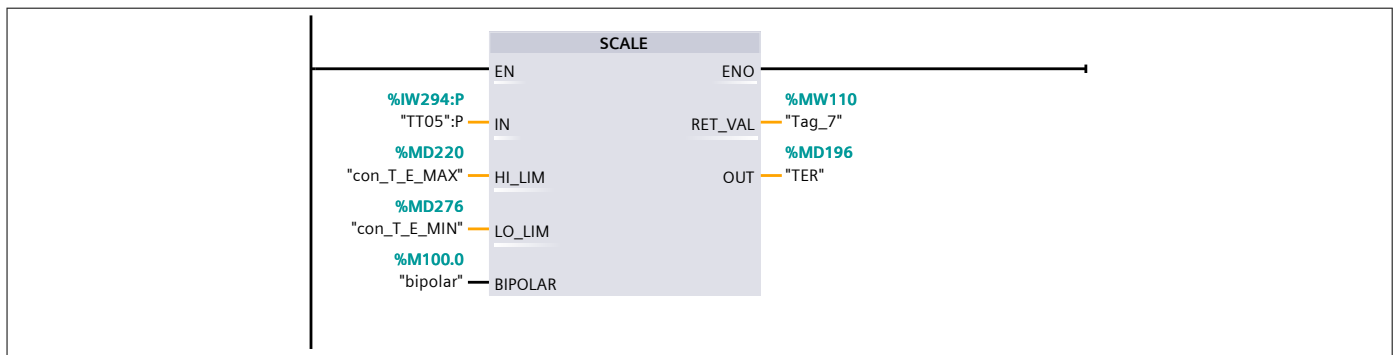 SCALE
EN ENO
%IW294:P %MW110
"TT05":P IN RET_VAL "Tag_7"
%MD220 %MD196
"con_T_E_MAX" HI_LIM OUT "TER"
%MD276
"con_T_E_MIN" LO_LIM
%M100.0
"bipolar" BIPOLAR